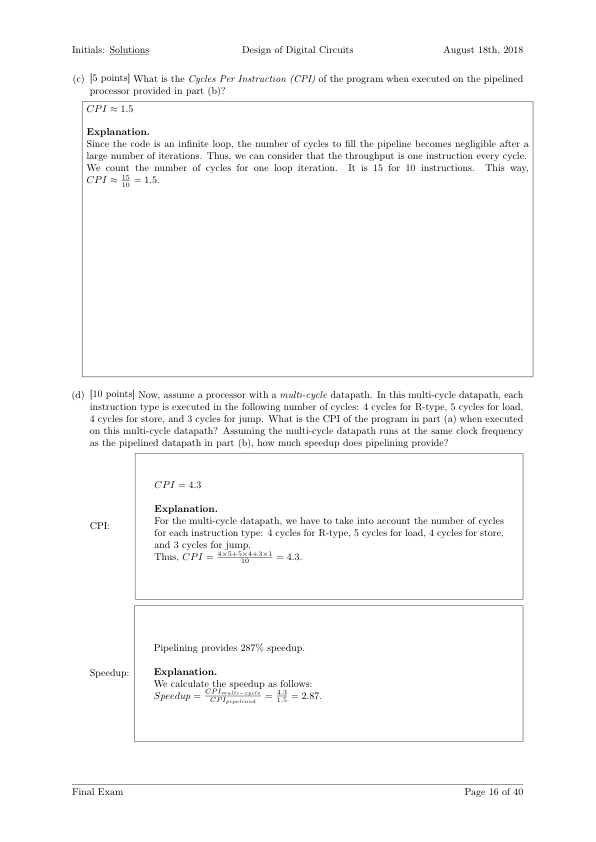 Initials: Solutions Design of Digital Circuits August 18th, 2018
(c) [5 points] What is the Cycles Per Instruction (CPI) of the program when executed on the pipelined
processor provided in part (b)?
CPI ≈ 1.5
Explanation.
Since the code is an infinite loop, the number of cycles to fill the pipeline becomes negligible after a
large number of iterations. Thus, we can consider that the throughput is one instruction every cycle.
We count the number of cycles for one loop iteration. It is 15 for 10 instructions. This way,
CPI ≈ 15/10 = 1.5.
(d) [10 points] Now, assume a processor with a multi-cycle datapath. In this multi-cycle datapath, each
instruction type is executed in the following number of cycles: 4 cycles for R-type, 5 cycles for load,
4 cycles for store, and 3 cycles for jump. What is the CPI of the program in part (a) when executed
on this multi-cycle datapath? Assuming the multi-cycle datapath runs at the same clock frequency
as the pipelined datapath in part (b), how much speedup does pipelining provide?
CPI:
CPI = 4.3
Explanation.
For the multi-cycle datapath, we have to take into account the number of cycles
for each instruction type: 4 cycles for R-type, 5 cycles for load, 4 cycles for store,
and 3 cycles for jump.
Thus, CPI = 4×5+5×4+3×1/10 = 4.3.
Speedup:
Pipelining provides 287% speedup.
Explanation.
We calculate the speedup as follows:
Speedup = CPImulti−cycle/CPIpipelined = 4.3/1.5 = 2.87.
Final Exam Page 16 of 40